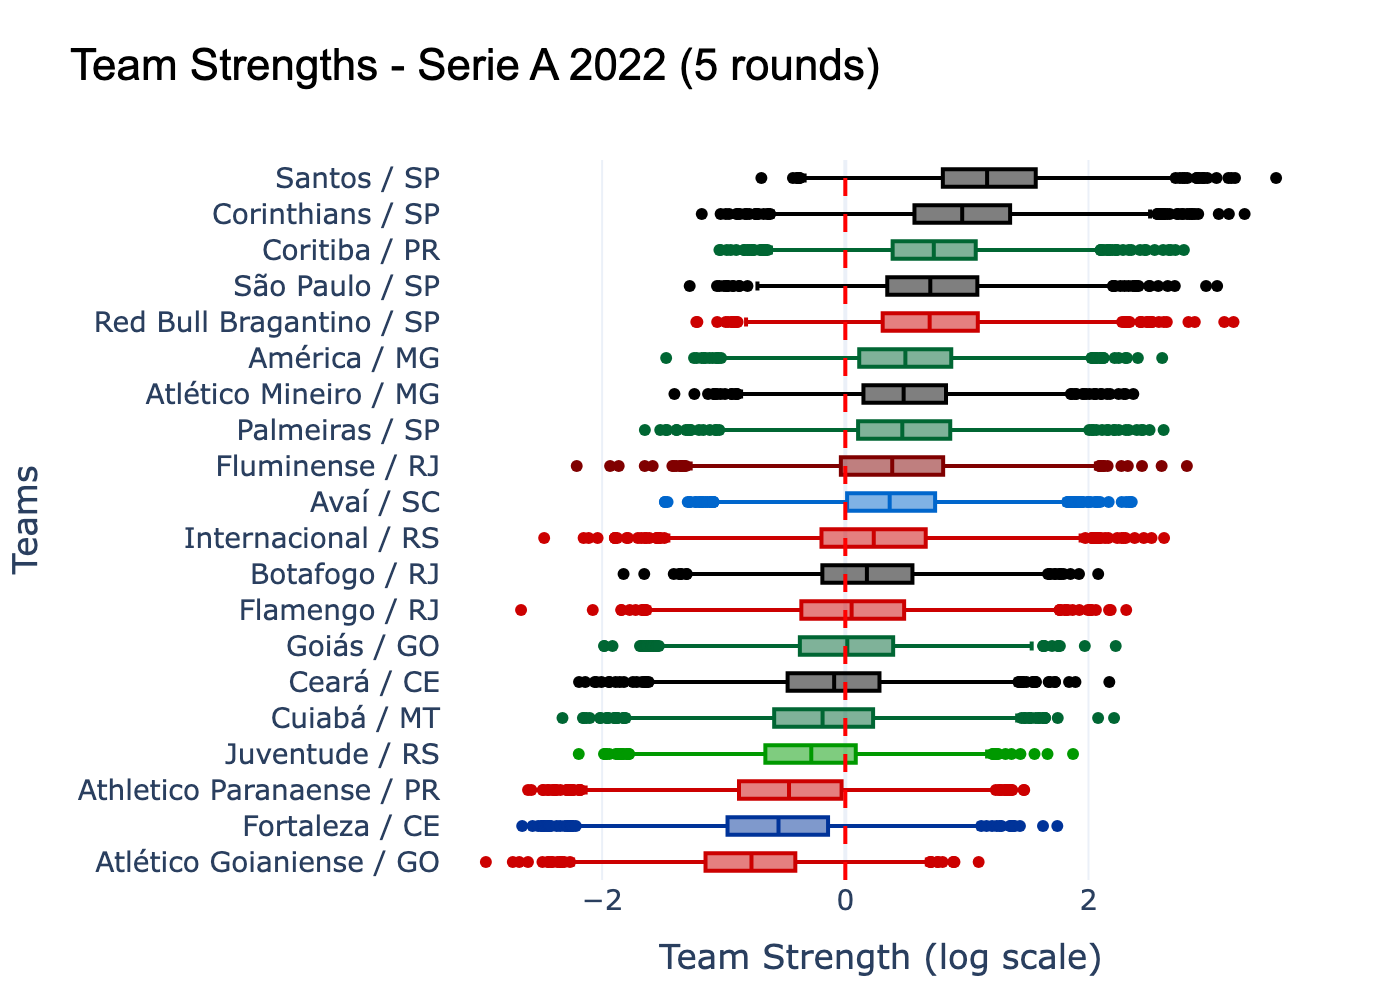 Team Strengths - Serie A 2022 (5 rounds)
Santos / SP
Corinthians / SP
Coritiba / PR
São Paulo / SP
Red Bull Bragantino / SP
América / MG
Atlético Mineiro / MG
Palmeiras / SP
Fluminense / RJ
Avaí / SC
Internacional / RS
Botafogo / RJ
Flamengo / RJ
Goiás / GO
Ceará / CE
Cuiabá / MT
Juventude / RS
Athletico Paranaense / PR
Fortaleza / CE
Atlético Goianiense / GO
Teams
−2
0
2
Team Strength (log scale)